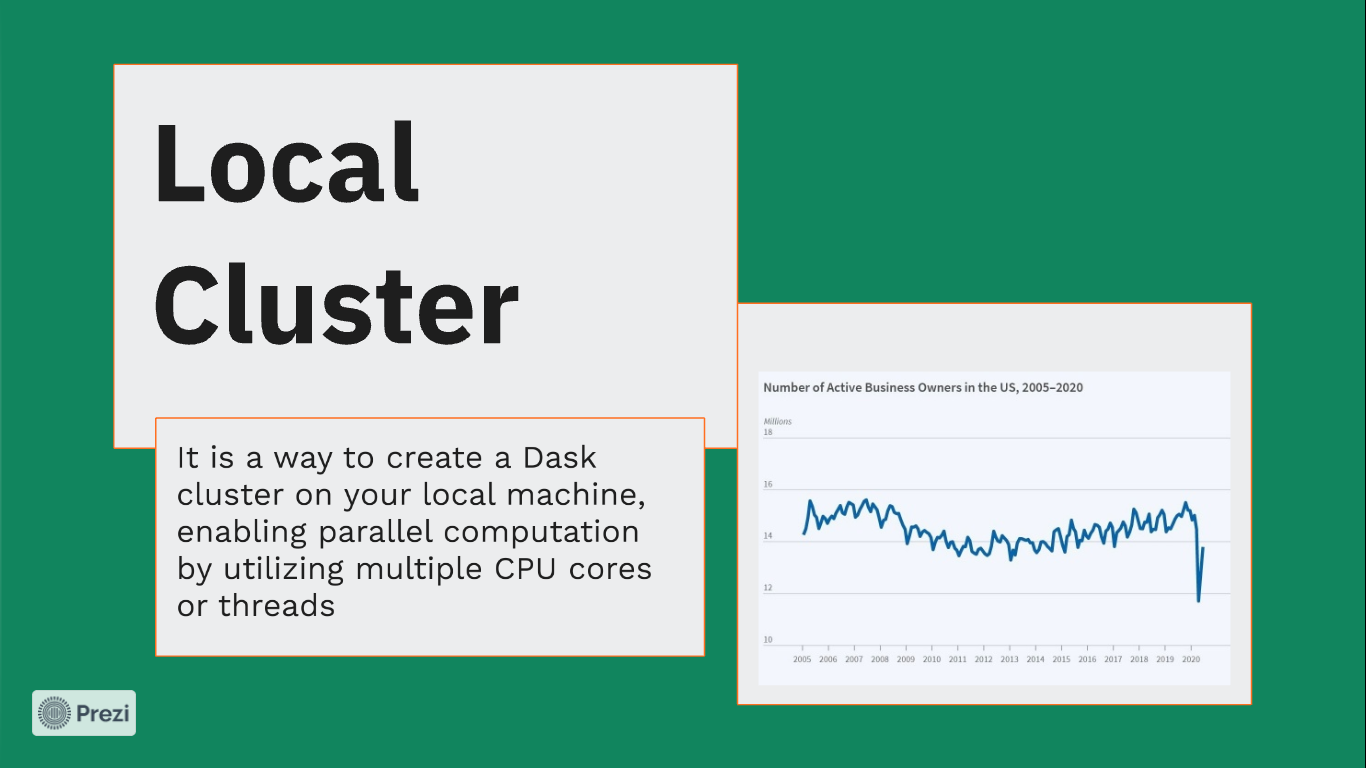 Local
Cluster
It is a way to create a Dask
cluster on your local machine,
enabling parallel computation
by utilizing multiple CPU cores
or threads
Number of Active Business Owners in the US, 2005–2020
Millions
18
16
14
12
10
2005 2006 2007 2008 2009 2010 2011 2012 2013 2014 2015 2016 2017 2018 2019 2020
Prezi